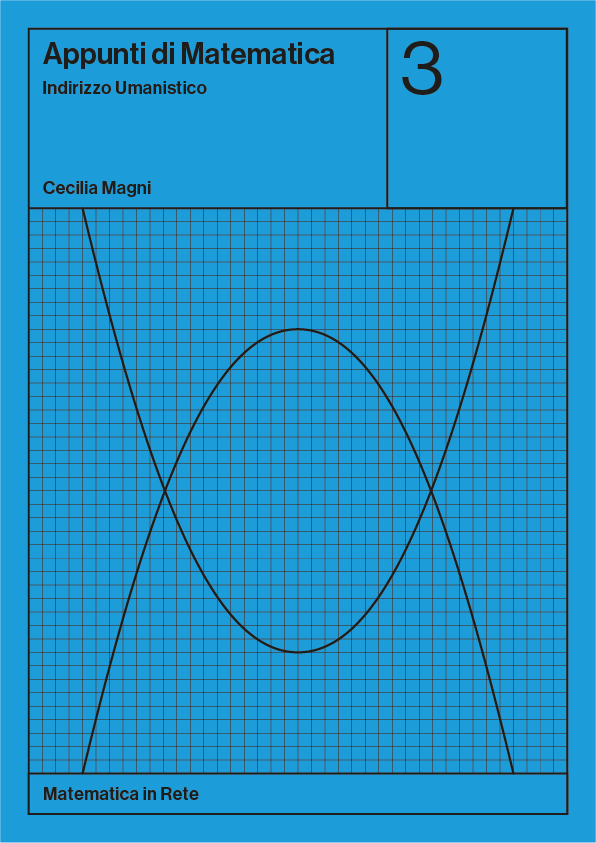 Appunti di Matematica
3
Indirizzo Umanistico
Cecilia Magni
Matematica in Rete